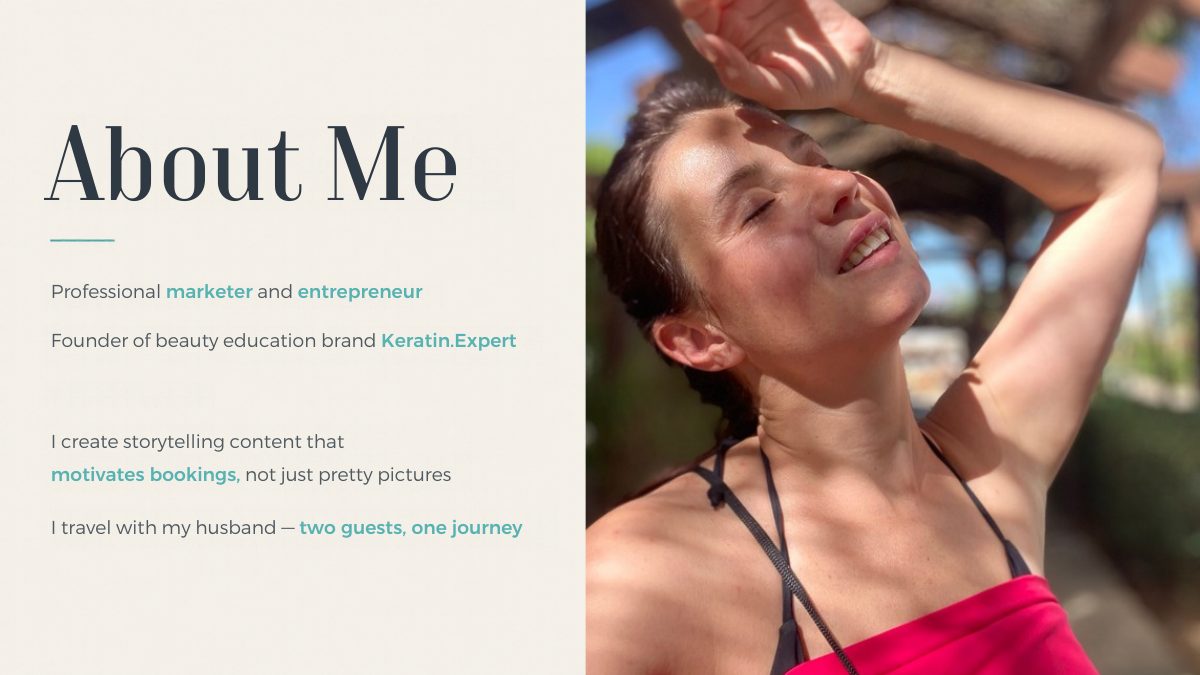 About Me
Professional marketer and entrepreneur
Founder of beauty education brand Keratin.Expert
I create storytelling content that
motivates bookings, not just pretty pictures
I travel with my husband — two guests, one journey